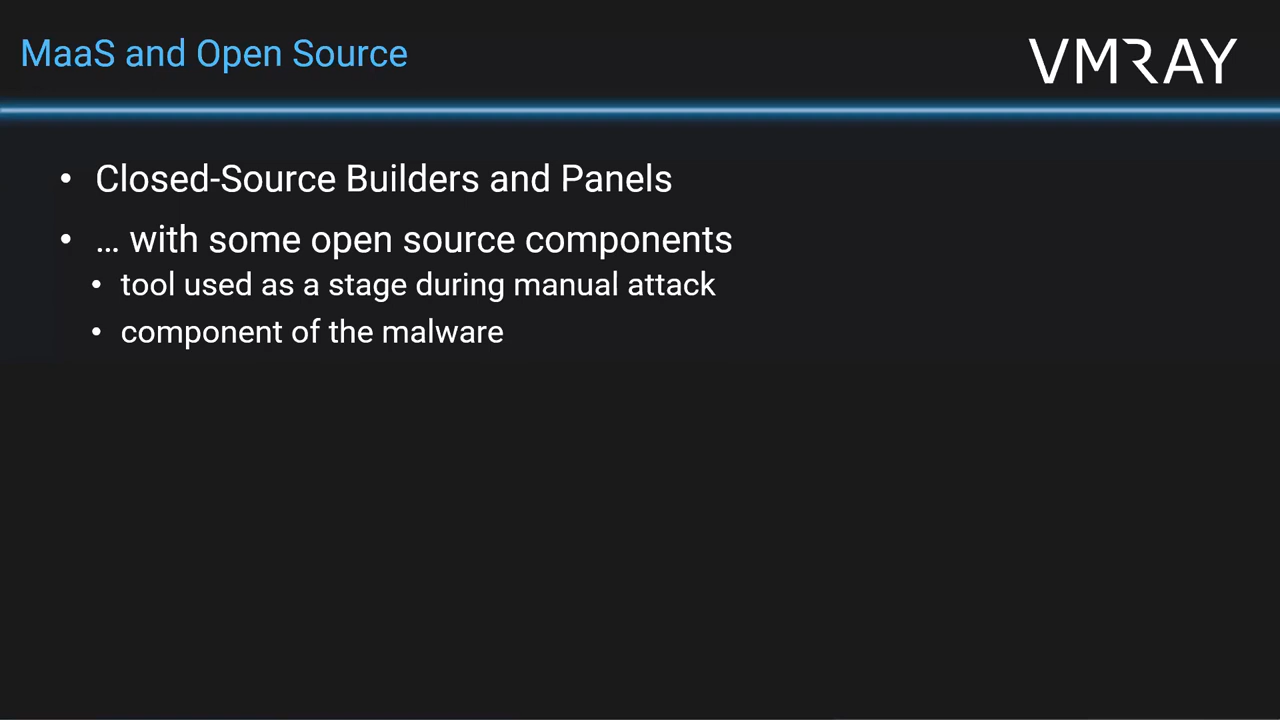 MaaS and Open Source
VMRAY
• Closed-Source Builders and Panels
• … with some open source components
• tool used as a stage during manual attack
• component of the malware